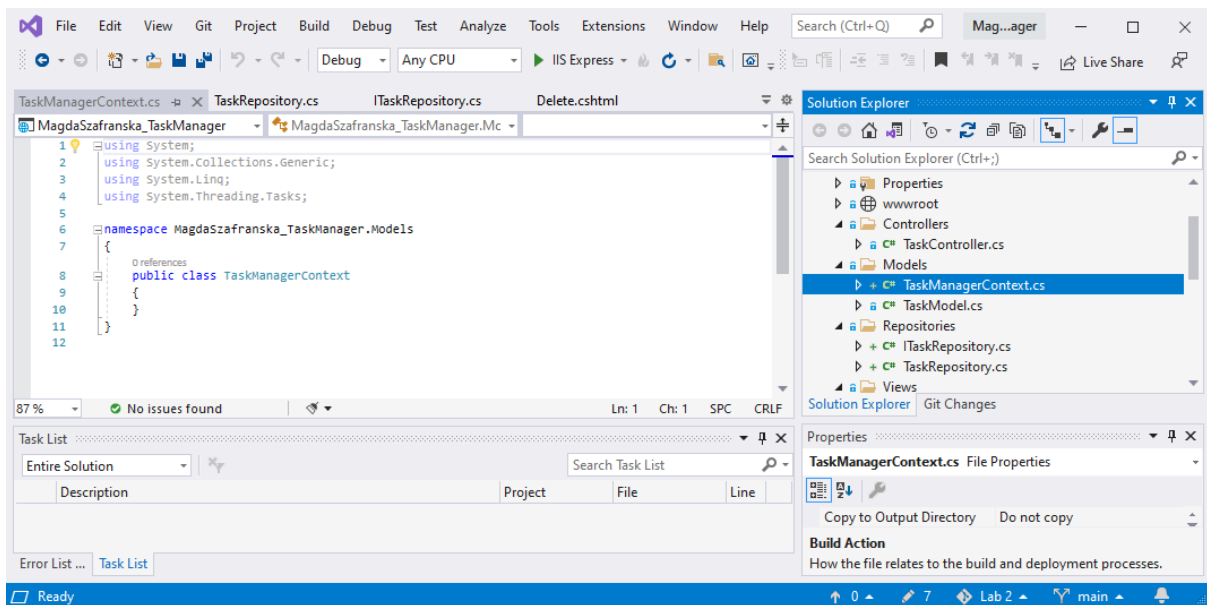 File Edit View Git Project Build Debug Test Analyze Tools Extensions Window Help Search (Ctrl+Q) Mag...ager
Debug Any CPU IIS Express Live Share
TaskManagerContext.cs TaskRepository.cs ITaskRepository.cs Delete.cshtml
MagdaSzafranska_TaskManager MagdaSzafranska_TaskManager.Mc
1 using System;
2 using System.Collections.Generic;
3 using System.Linq;
4 using System.Threading.Tasks;
5
6 namespace MagdaSzafranska_TaskManager.Models
7 {
0 references
8 public class TaskManagerContext
9 {
10 }
11 }
12
87 % No issues found Ln: 1 Ch: 1 SPC CRLF
Task List
Entire Solution Search Task List
Description Project File Line
Error List ... Task List
Solution Explorer
Search Solution Explorer (Ctrl+;)
Properties
wwwroot
Controllers
C# TaskController.cs
Models
C# TaskManagerContext.cs
C# TaskModel.cs
Repositories
C# ITaskRepository.cs
C# TaskRepository.cs
Views
Solution Explorer Git Changes
Properties
TaskManagerContext.cs File Properties
Copy to Output Directory Do not copy
Build Action
How the file relates to the build and deployment processes.
Ready 0 7 Lab 2 main